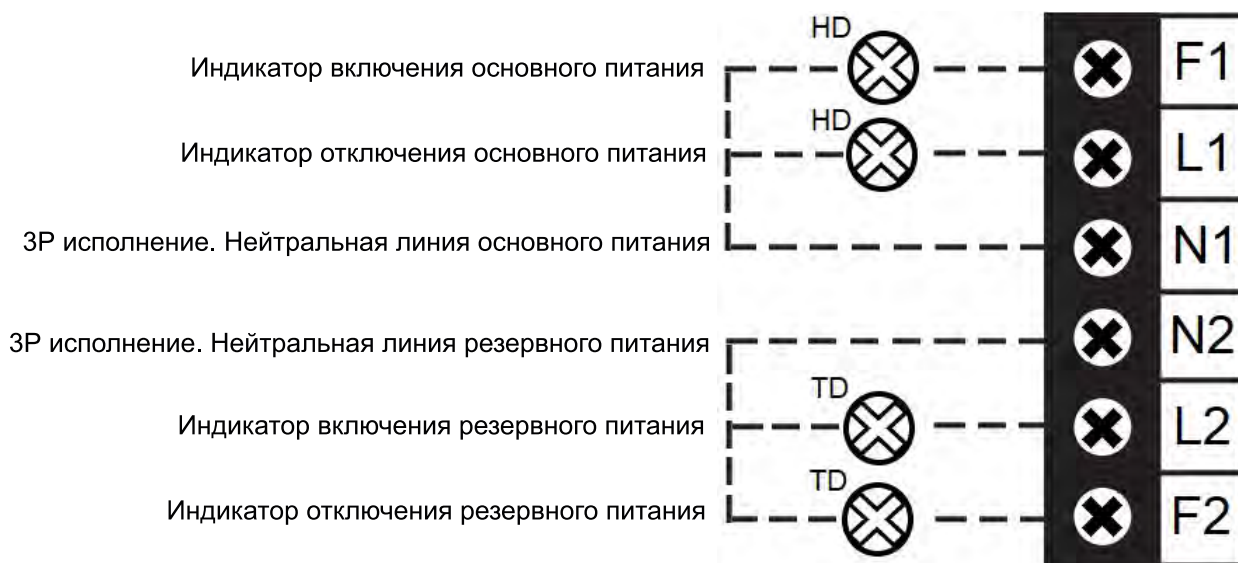 HD
F1
Индикатор включения основного питания
HD
L1
Индикатор отключения основного питания
3P исполнение. Нейтральная линия основного питания
N1
3P исполнение. Нейтральная линия резервного питания
N2
TD
L2
Индикатор включения резервного питания
TD
F2
Индикатор отключения резервного питания